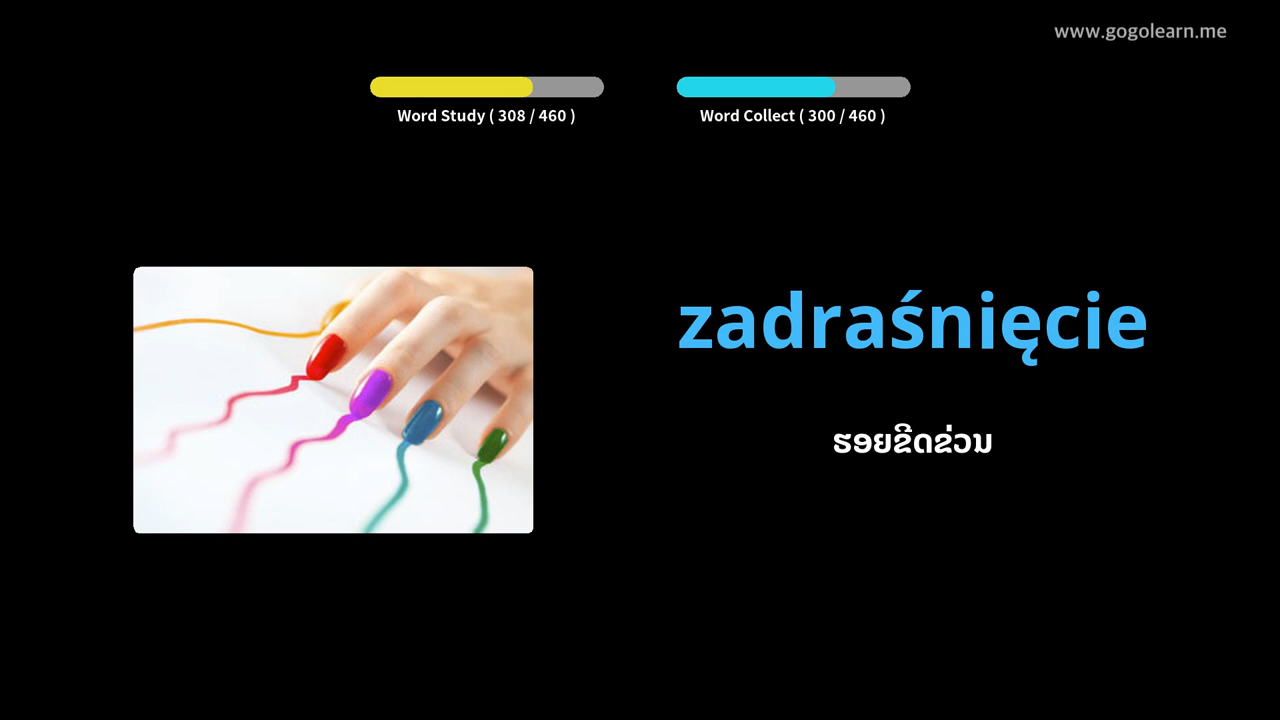 www.gogolearn.me
Word Study ( 308 / 460 )
Word Collect ( 300 / 460 )
zadraśnięcie
ຮອຍຂີດຂ່ວນ